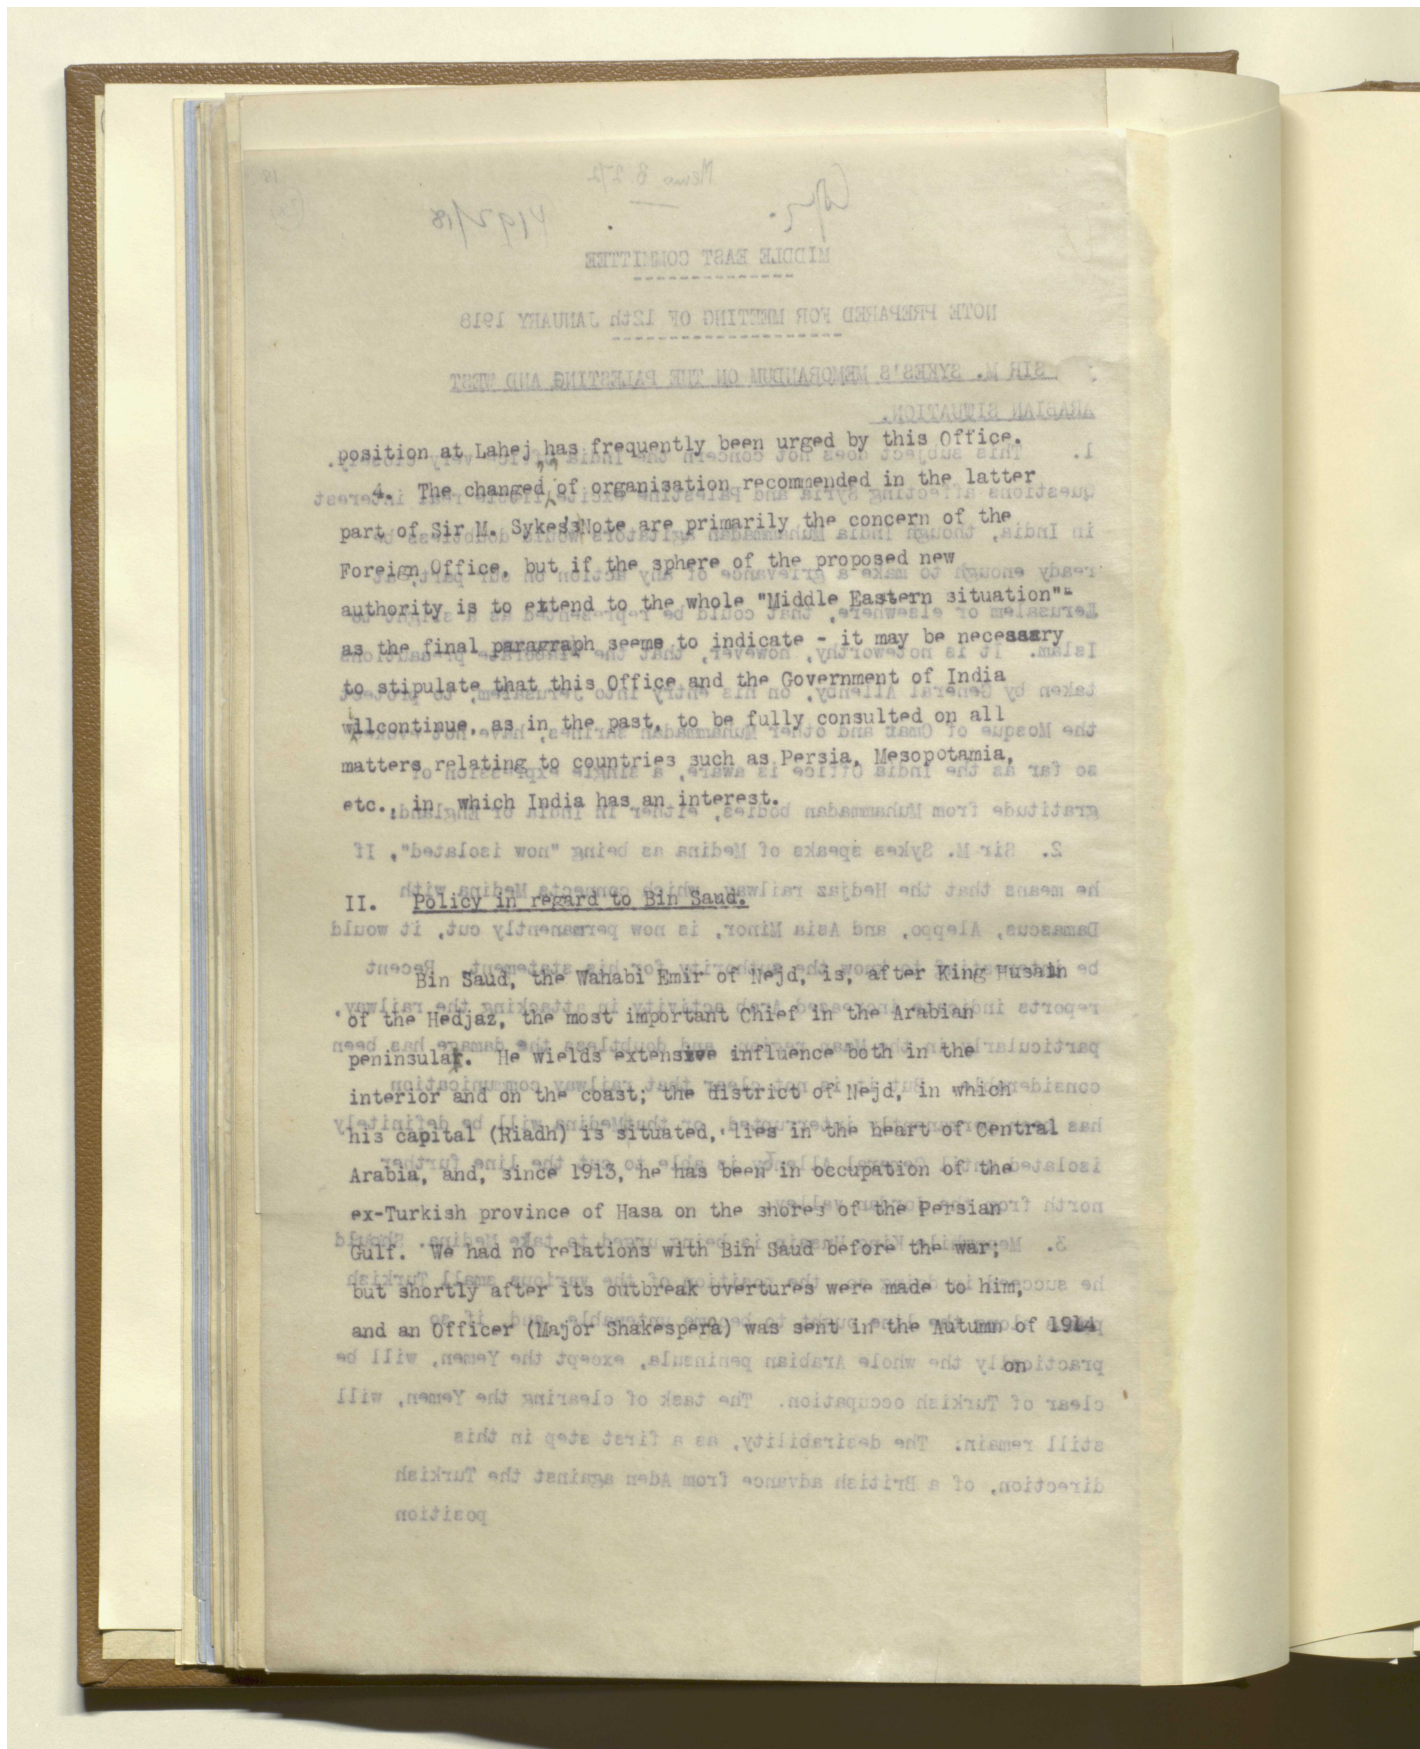 position at Lahej, has frequently been urged by this Office.
4. The changed of organisation recommended in the latter
part of Sir M. Sykes's Note are primarily the concern of the
Foreign Office, but if the sphere of the proposed new
authority is to extend to the whole "Middle Eastern situation"-
as the final paragraph seems to indicate - it may be necessary
to stipulate that this Office and the Government of India
willcontinue, as in the past, to be fully consulted on all
matters relating to countries such as Persia, Mesopotamia,
etc., in which India has an interest.
II. Policy in regard to Bin Saud.
Bin Saud, the Wahabi Emir of Nejd, is, after King Husain
of the Hedjaz, the most important Chief in the Arabian
peninsular. He wields extensive influence both in the
interior and on the coast; the district of Nejd, in which
his capital (Riadh) is situated, lies in the heart of Central
Arabia, and, since 1913, he has been in occupation of the
ex-Turkish province of Hasa on the shores of the Persian
Gulf. We had no relations with Bin Saud before the war;
but shortly after its outbreak overtures were made to him,
and an Officer (Major Shakespera) was sent in the Autumn of 1914
on